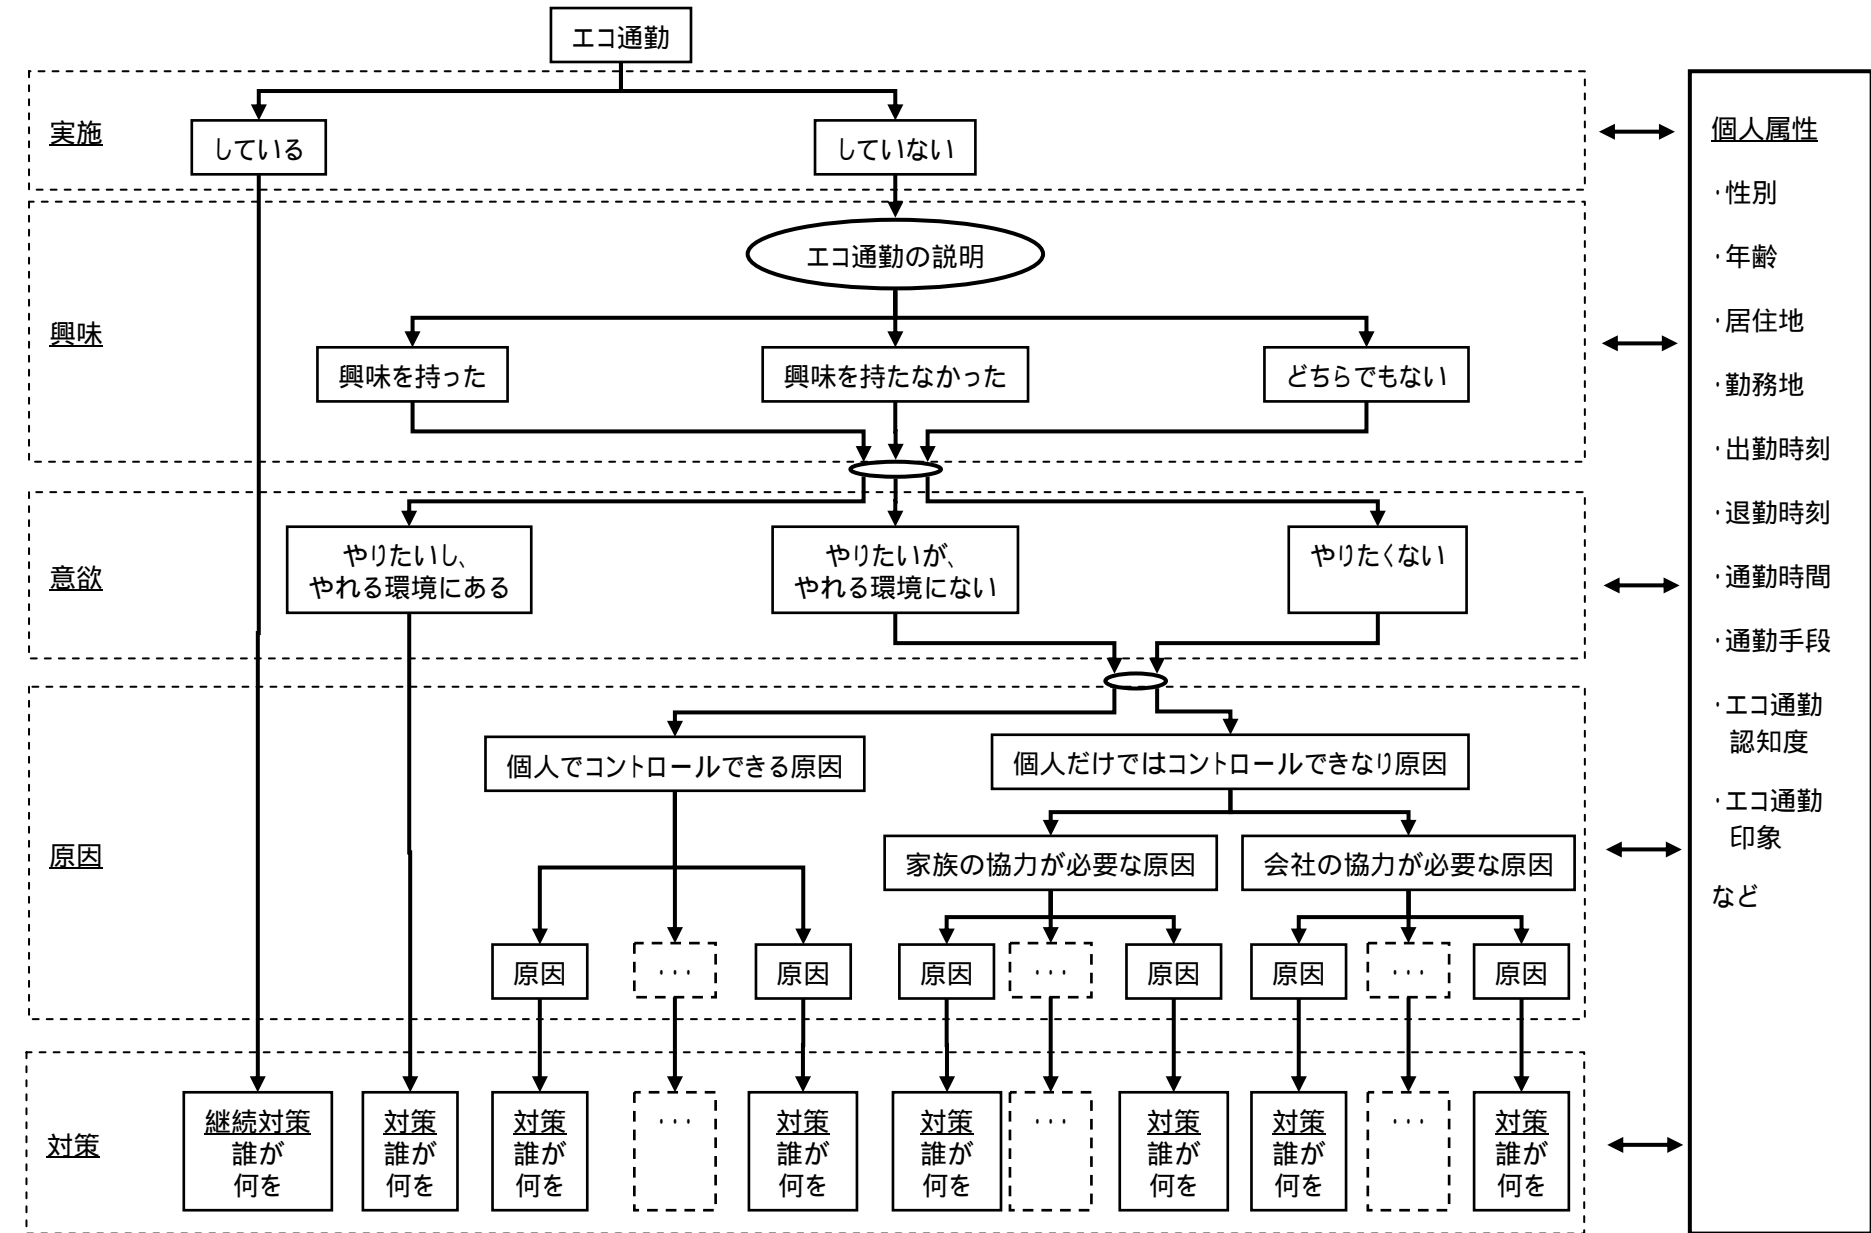 エコ通勤
実施
している
していない
エコ通勤の説明
興味
興味を持った
興味を持たなかった
どちらでもない
意欲
やりたいし、
やれる環境にある
やりたいが、
やれる環境にない
やりたくない
原因
個人でコントロールできる原因
個人だけではコントロールできなり原因
家族の協力が必要な原因
会社の協力が必要な原因
原因
・・・
原因
原因
・・・
原因
原因
・・・
原因
対策
継続対策
誰が
何を
対策
誰が
何を
対策
誰が
何を
・・・
対策
誰が
何を
対策
誰が
何を
・・・
対策
誰が
何を
対策
誰が
何を
・・・
対策
誰が
何を
個人属性
・性別
・年齢
・居住地
・勤務地
・出勤時刻
・退勤時刻
・通勤時間
・通勤手段
・エコ通勤
認知度
・エコ通勤
印象
など